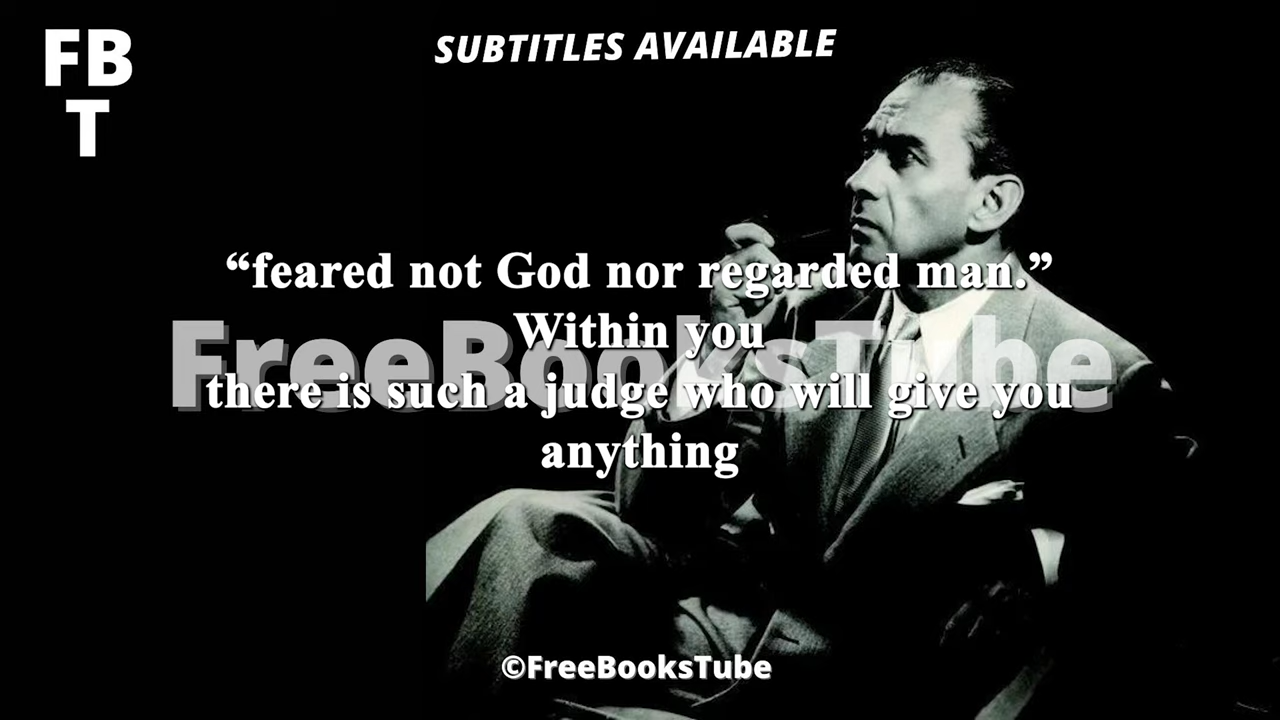 FB
T
SUBTITLES AVAILABLE
“feared not God nor regarded man.”
Within you
FreeBooksTube
there is such a judge who will give you
anything
©FreeBooksTube